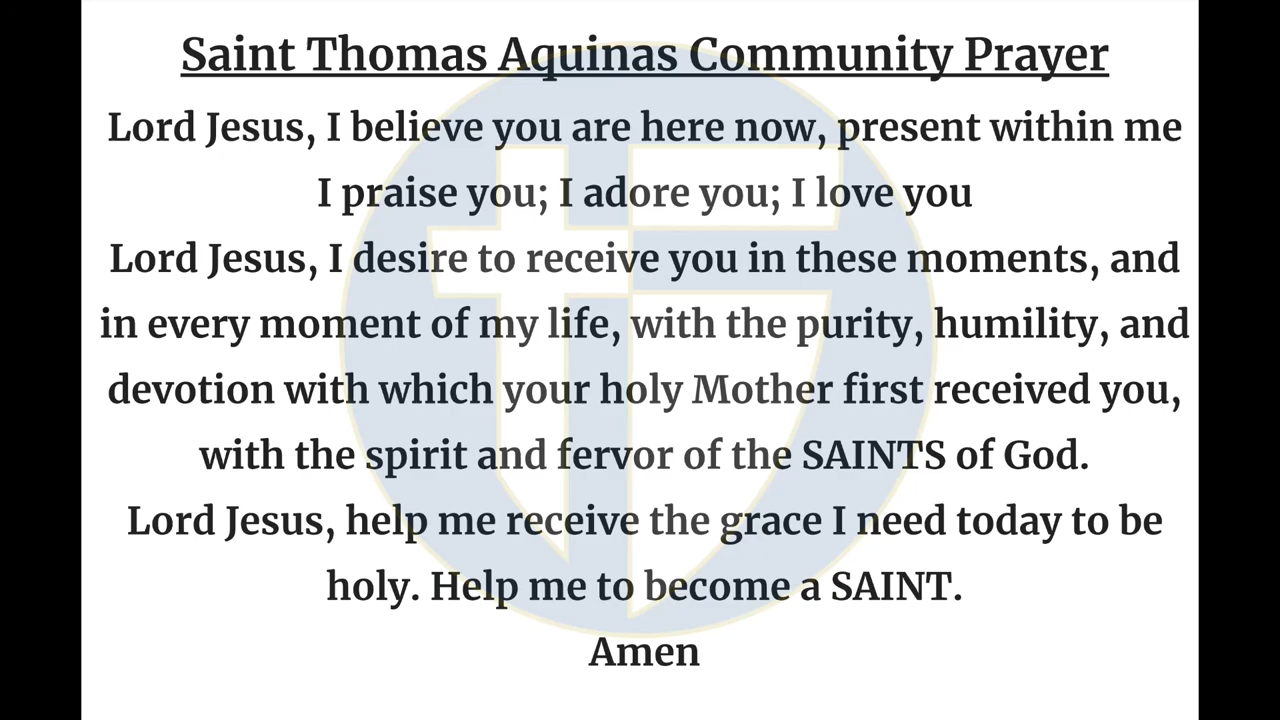 Saint Thomas Aquinas Community Prayer
Lord Jesus, I believe you are here now, present within me
I praise you; I adore you; I love you
Lord Jesus, I desire to receive you in these moments, and
in every moment of my life, with the purity, humility, and
devotion with which your holy Mother first received you,
with the spirit and fervor of the SAINTS of God.
Lord Jesus, help me receive the grace I need today to be
holy. Help me to become a SAINT.
Amen